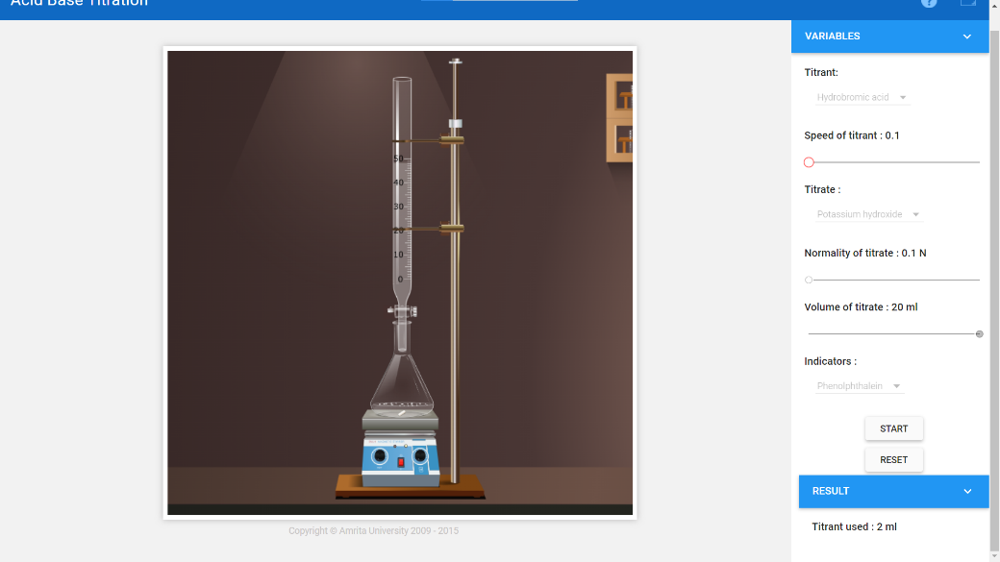 Acid Base Titration
?
VARIABLES
Titrant:
Hydrobromic acid
Speed of titrant : 0.1
Titrate :
Potassium hydroxide
Normality of titrate : 0.1 N
Volume of titrate : 20 ml
Indicators :
Phenolphthalein
START
RESET
RESULT
Titrant used : 2 ml
50
40
30
20
10
0
Copyright © Amrita University 2009 - 2015